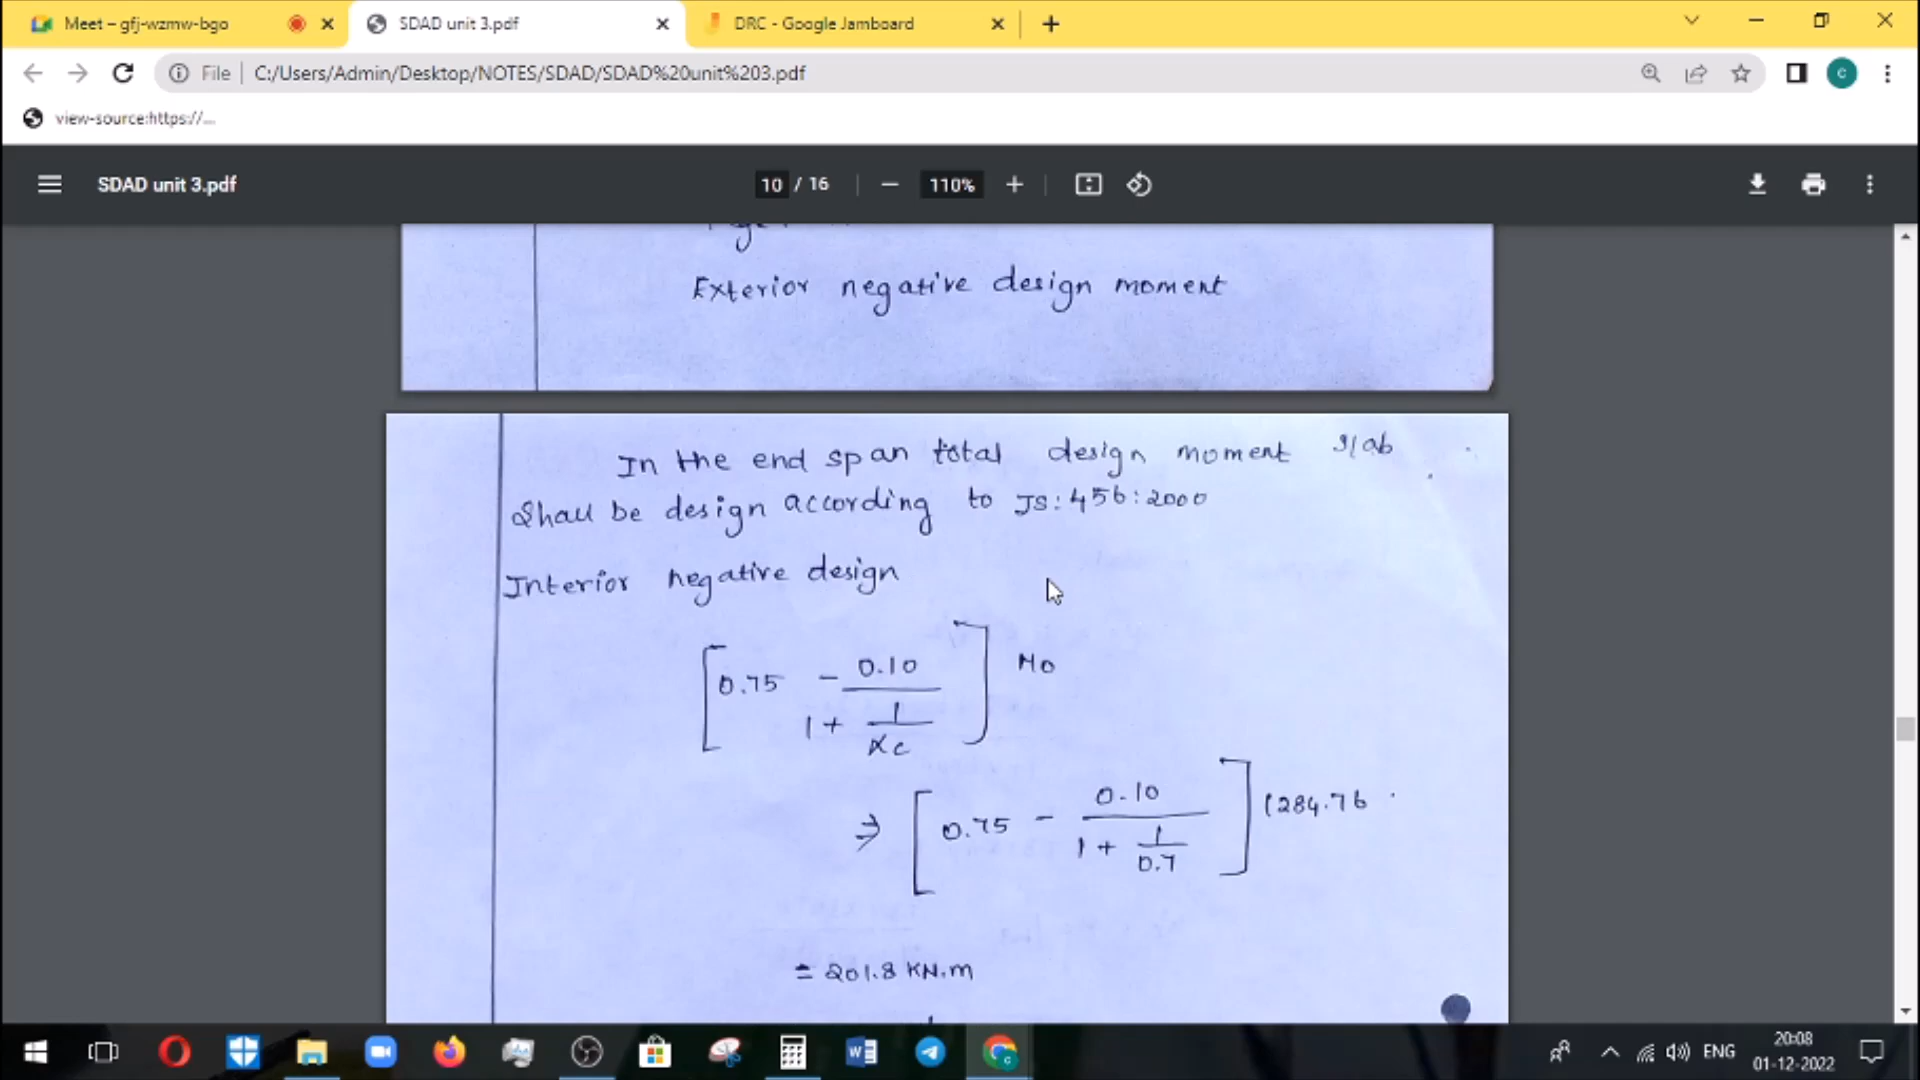 Meet – gfj-wzmw-bgo
SDAD unit 3.pdf
DRC - Google Jamboard
File
C:/Users/Admin/Desktop/NOTES/SDAD/SDAD%20unit%203.pdf
c
view-source:https://...
SDAD unit 3.pdf
10 / 16
110%
Exterior negative design moment
In the end span total design moment slab
shall be design according to IS:456:2000
Interior negative design
[0.75 - 0.10 / (1 + 1/αc)] M0
⇒ [0.75 - 0.10 / (1 + 1/0.7)] (284.76
= 201.8 KN.m
ENG
20:08
01-12-2022